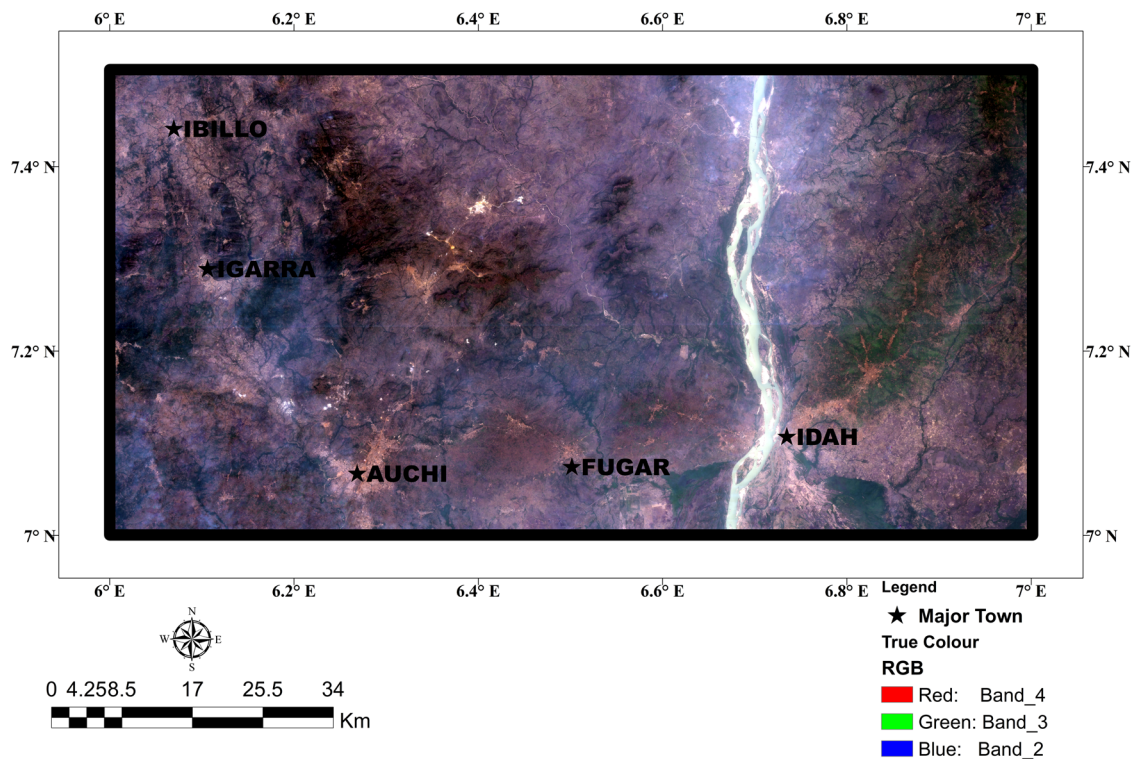 6° E 6.2° E 6.4° E 6.6° E 6.8° E 7° E
IBILLO
7.4° N 7.4° N
IGARRA
7.2° N 7.2° N
IDAH
FUGAR
AUCHI
7° N 7° N
6° E 6.2° E 6.4° E 6.6° E 6.8° E 7° E
Legend
Major Town
True Colour
RGB
Red: Band_4
Green: Band_3
Blue: Band_2
N
W E
S
0 4.258.5 17 25.5 34
Km